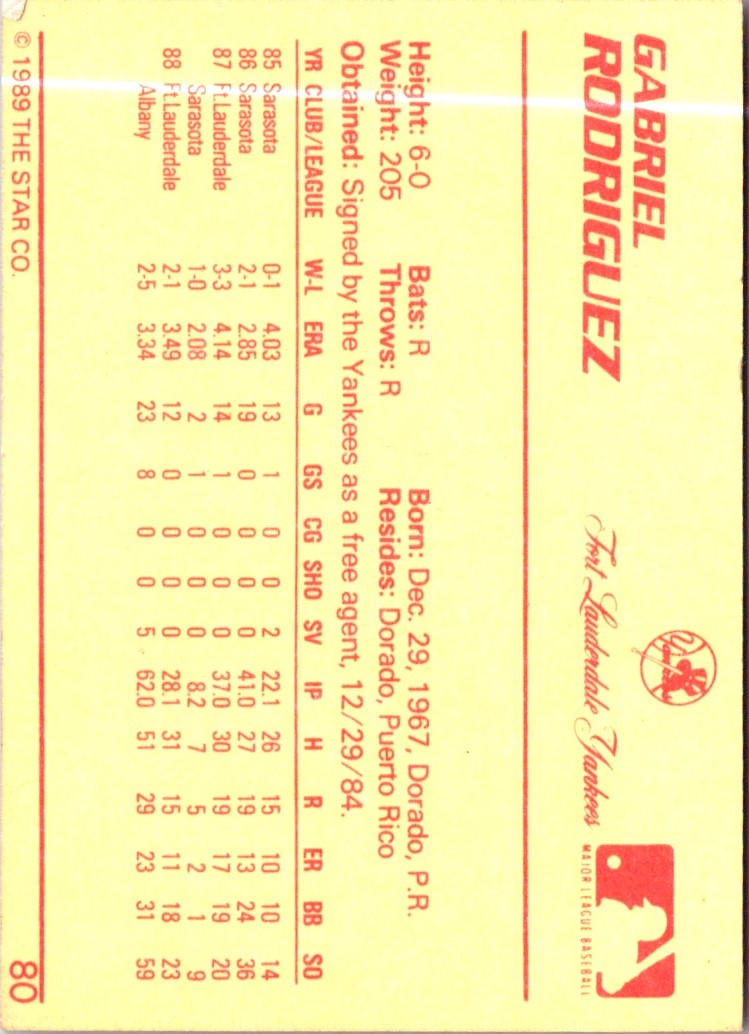 GABRIEL
RODRIGUEZ
Yankees
Fort Lauderdale Yankees
MAJOR LEAGUE BASEBALL
Height: 6-0 Bats: R Born: Dec. 29, 1967, Dorado, P.R.
Weight: 205 Throws: R Resides: Dorado, Puerto Rico
Obtained: Signed by the Yankees as a free agent, 12/29/84.
YR CLUB/LEAGUE W-L ERA G GS CG SHO SV IP H R ER BB SO
85 Sarasota 0-1 4.03 13 1 0 0 2 22.1 26 15 10 10 14
86 Sarasota 2-1 2.85 19 0 0 0 0 41.0 27 19 13 24 36
87 Ft.Lauderdale 3-3 4.14 14 1 0 0 0 37.0 30 19 17 19 20
Sarasota 1-0 2.08 2 1 0 0 0 8.2 7 5 2 1 9
88 Ft.Lauderdale 2-1 3.49 12 0 0 0 0 28.1 31 15 11 18 23
Albany 2-5 3.34 23 8 0 0 5 62.0 51 29 23 31 59
© 1989 THE STAR CO. 80